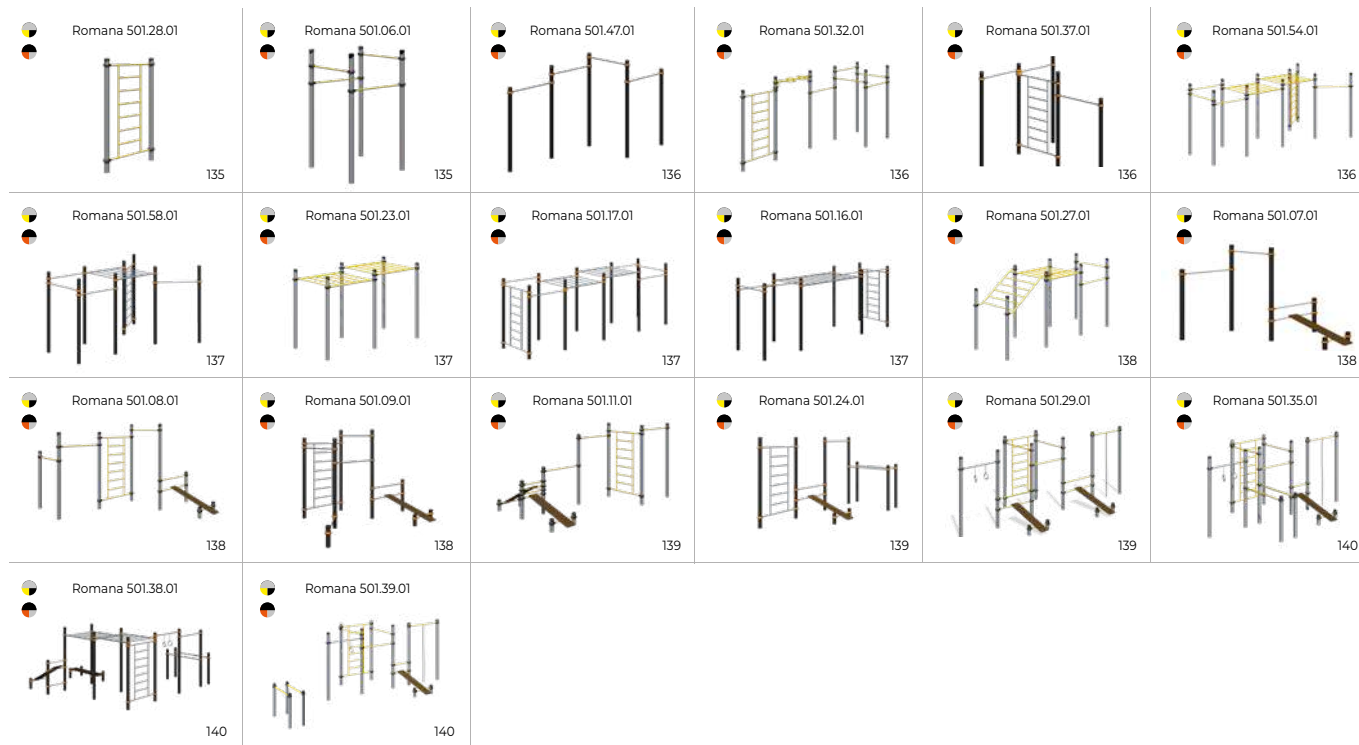 Romana 501.28.01
135
Romana 501.06.01
135
Romana 501.47.01
136
Romana 501.32.01
136
Romana 501.37.01
136
Romana 501.54.01
136
Romana 501.58.01
137
Romana 501.23.01
137
Romana 501.17.01
137
Romana 501.16.01
137
Romana 501.27.01
138
Romana 501.07.01
138
Romana 501.08.01
138
Romana 501.09.01
138
Romana 501.11.01
139
Romana 501.24.01
139
Romana 501.29.01
139
Romana 501.35.01
140
Romana 501.38.01
140
Romana 501.39.01
140